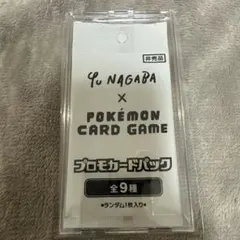 非売品
YU NAGABA
×
POKÉMON
CARD GAME
プロモカードパック
全9種
●ランダム1枚入り●